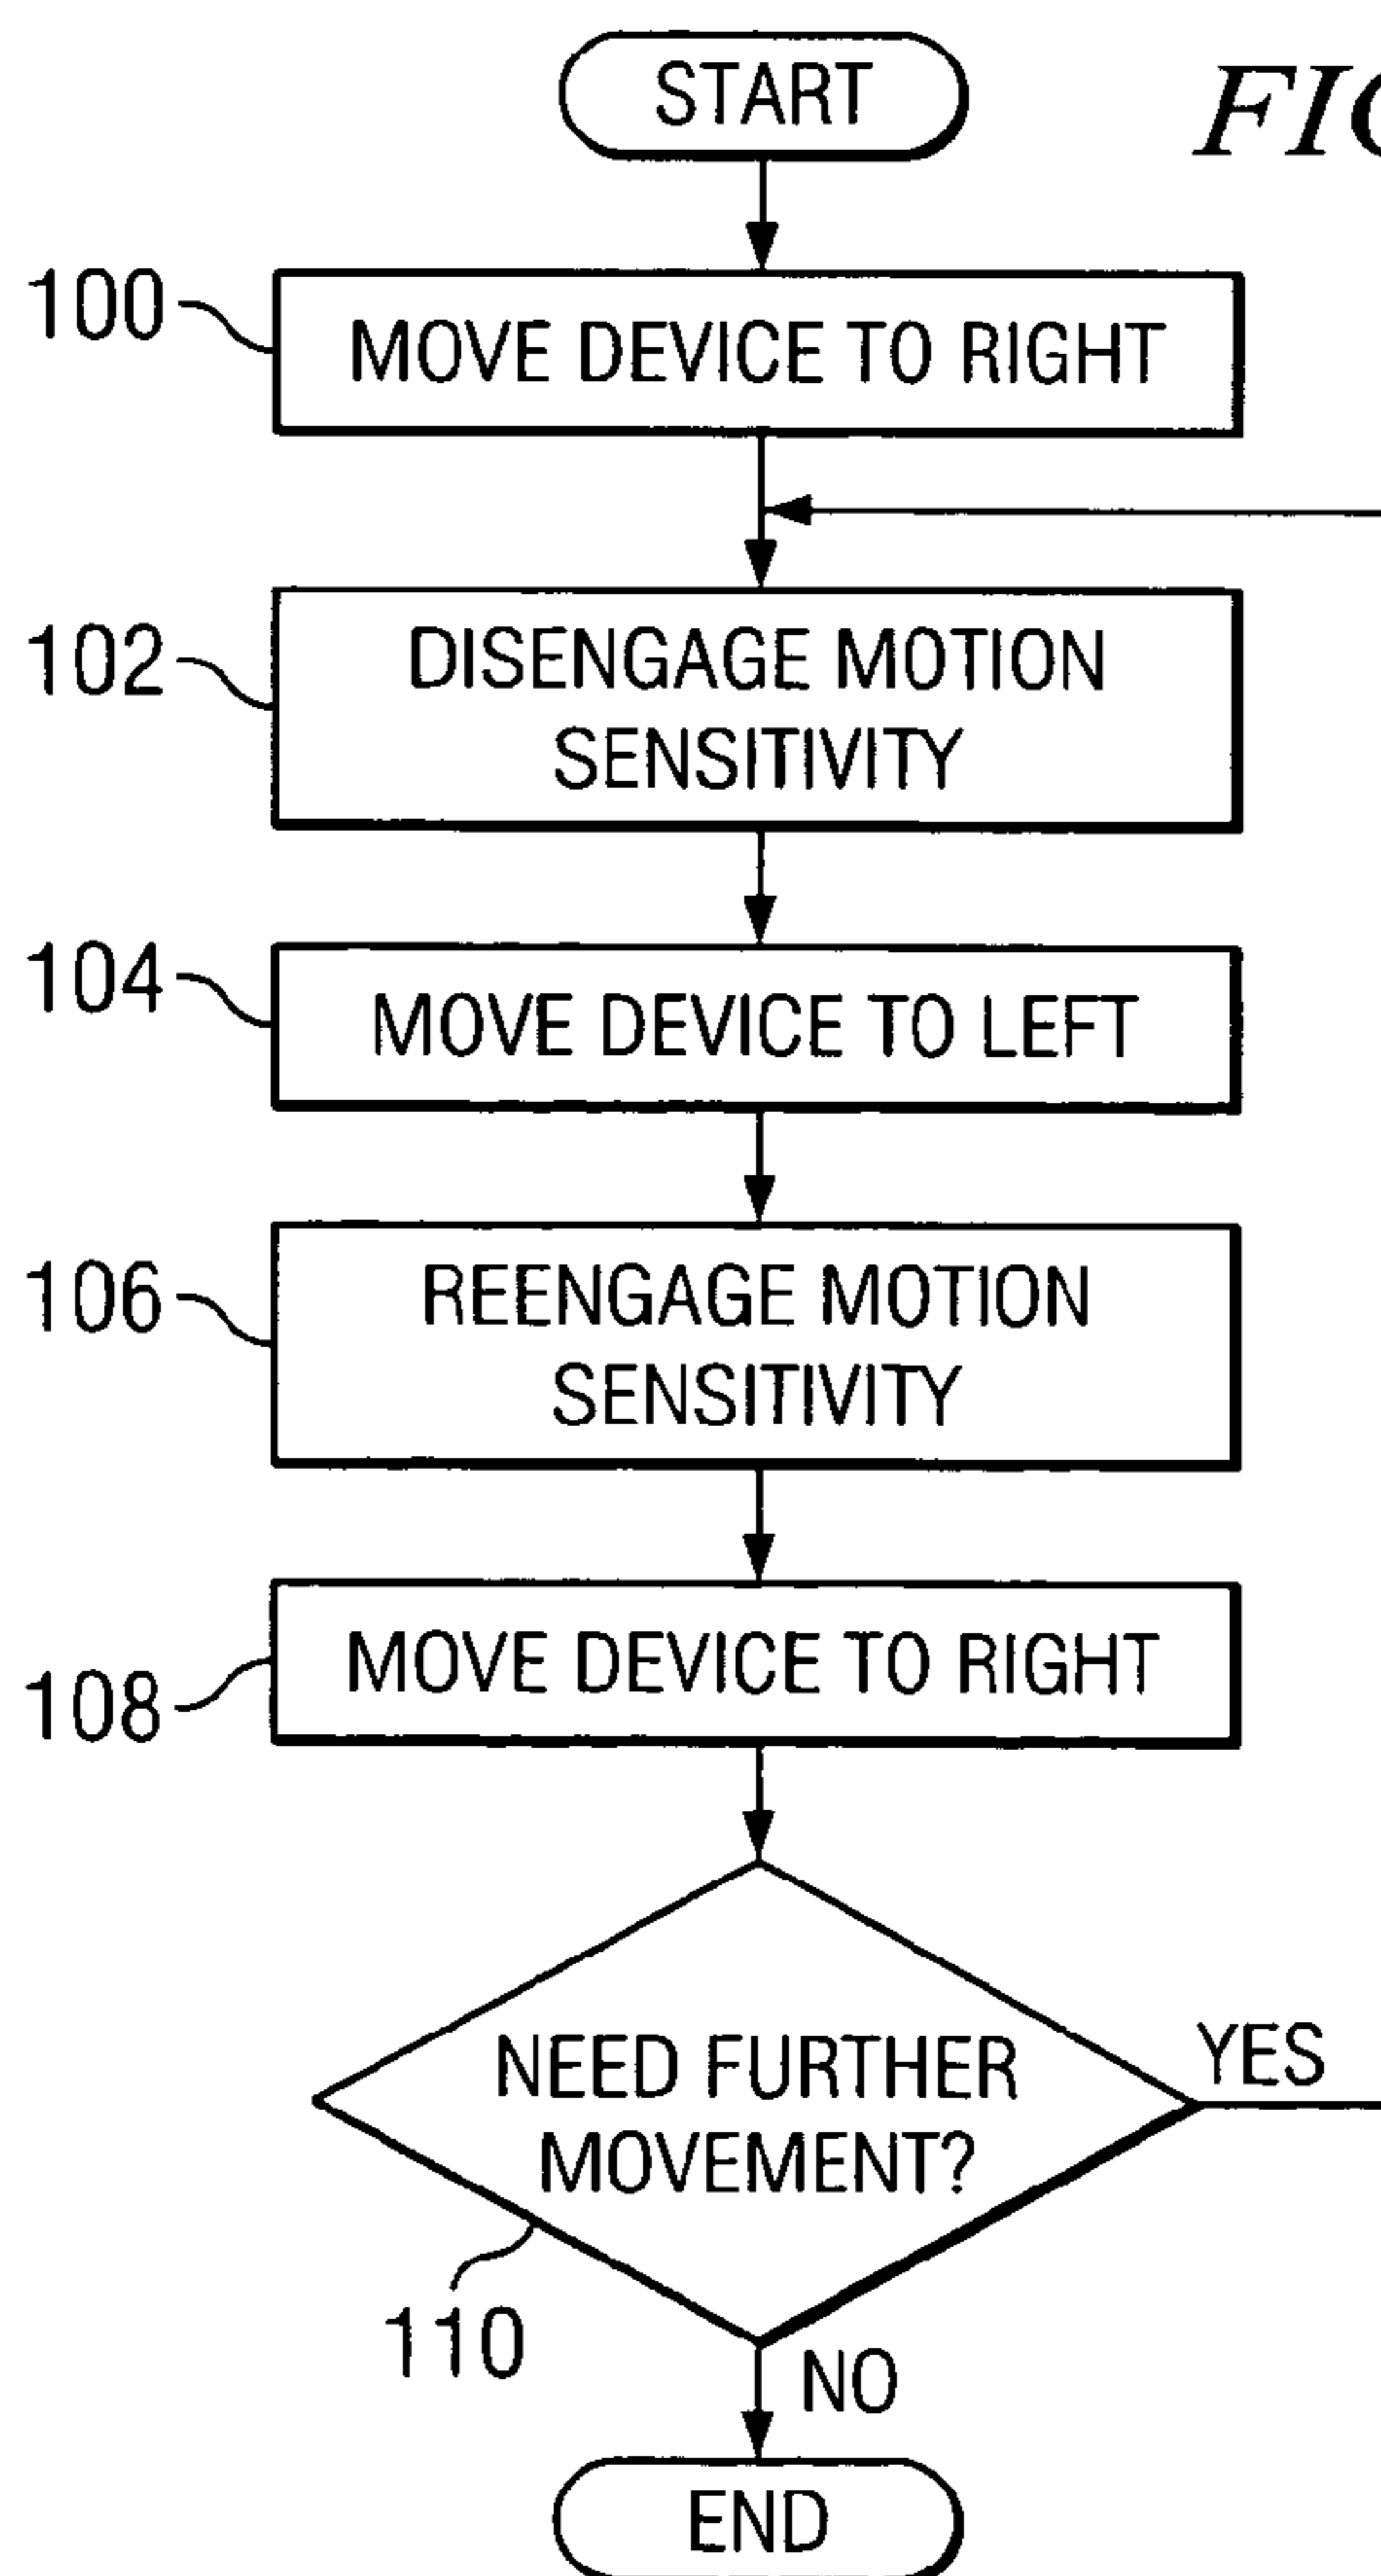 START
FIG
100
MOVE DEVICE TO RIGHT
102
DISENGAGE MOTION
SENSITIVITY
104
MOVE DEVICE TO LEFT
106
REENGAGE MOTION
SENSITIVITY
108
MOVE DEVICE TO RIGHT
NEED FURTHER
MOVEMENT?
YES
110
NO
END